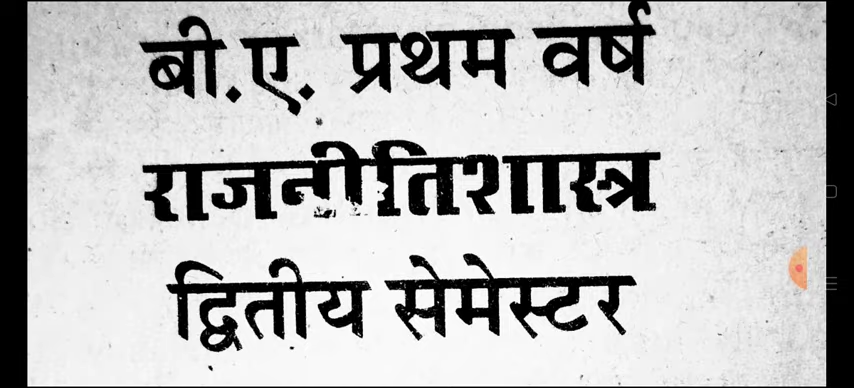 बी.ए. प्रथम वर्ष
राजनीतिशास्त्र
द्वितीय सेमेस्टर